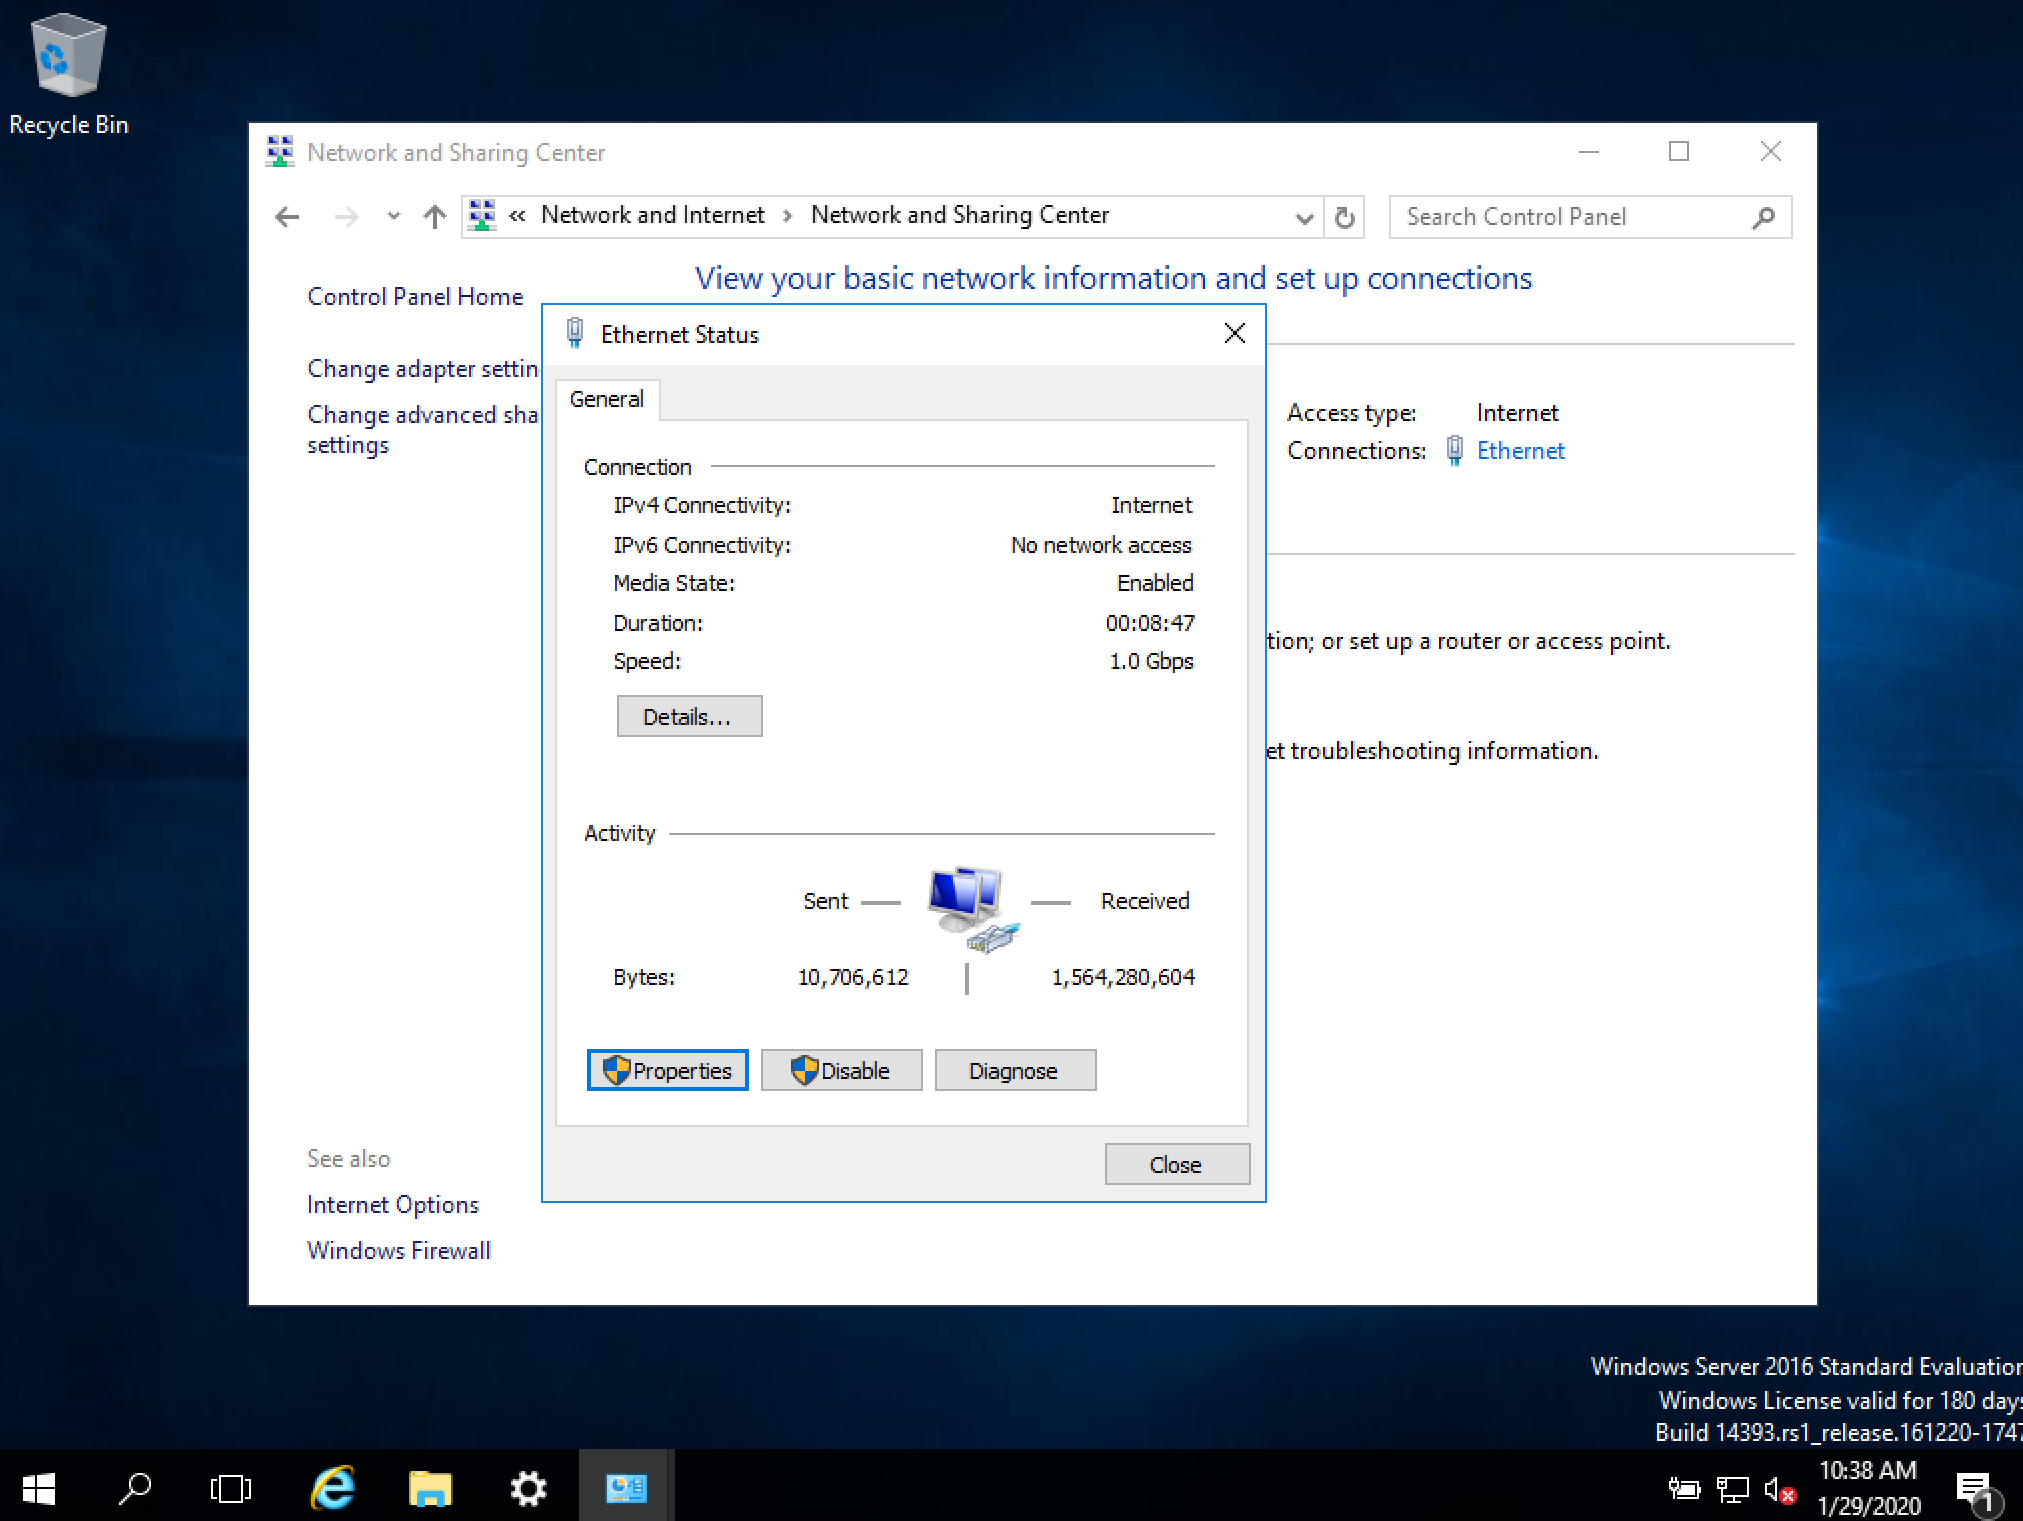 Recycle Bin
Network and Sharing Center
« Network and Internet > Network and Sharing Center
Search Control Panel
View your basic network information and set up connections
Control Panel Home
Change adapter settin
Change advanced sha
settings
Ethernet Status
General
Connection
IPv4 Connectivity: Internet
IPv6 Connectivity: No network access
Media State: Enabled
Duration: 00:08:47
Speed: 1.0 Gbps
Details...
Activity
Sent Received
Bytes: 10,706,612 1,564,280,604
Properties Disable Diagnose
Close
Access type: Internet
Connections: Ethernet
tion; or set up a router or access point.
et troubleshooting information.
See also
Internet Options
Windows Firewall
Windows Server 2016 Standard Evaluation
Windows License valid for 180 days
Build 14393.rs1_release.161220-1747
10:38 AM
1/29/2020
1